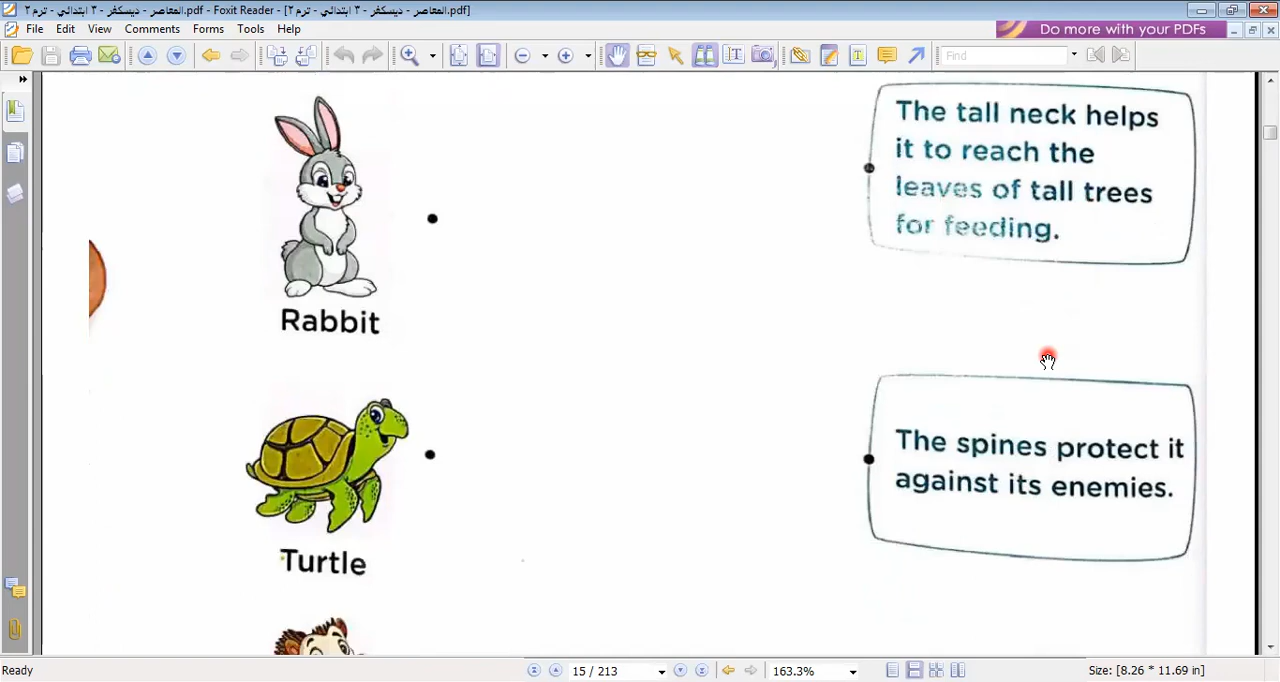 المعاصر - ديسكفر - ٣ ابتدائي - ترم ٢.pdf - Foxit Reader - [المعاصر - ديسكفر - ٣ ابتدائي - ترم ٢.pdf]
File Edit View Comments Forms Tools Help
Do more with your PDFs
Find
The tall neck helps
it to reach the
leaves of tall trees
for feeding.
Rabbit
The spines protect it
against its enemies.
Turtle
Ready
15 / 213
163.3%
Size: [8.26 * 11.69 in]